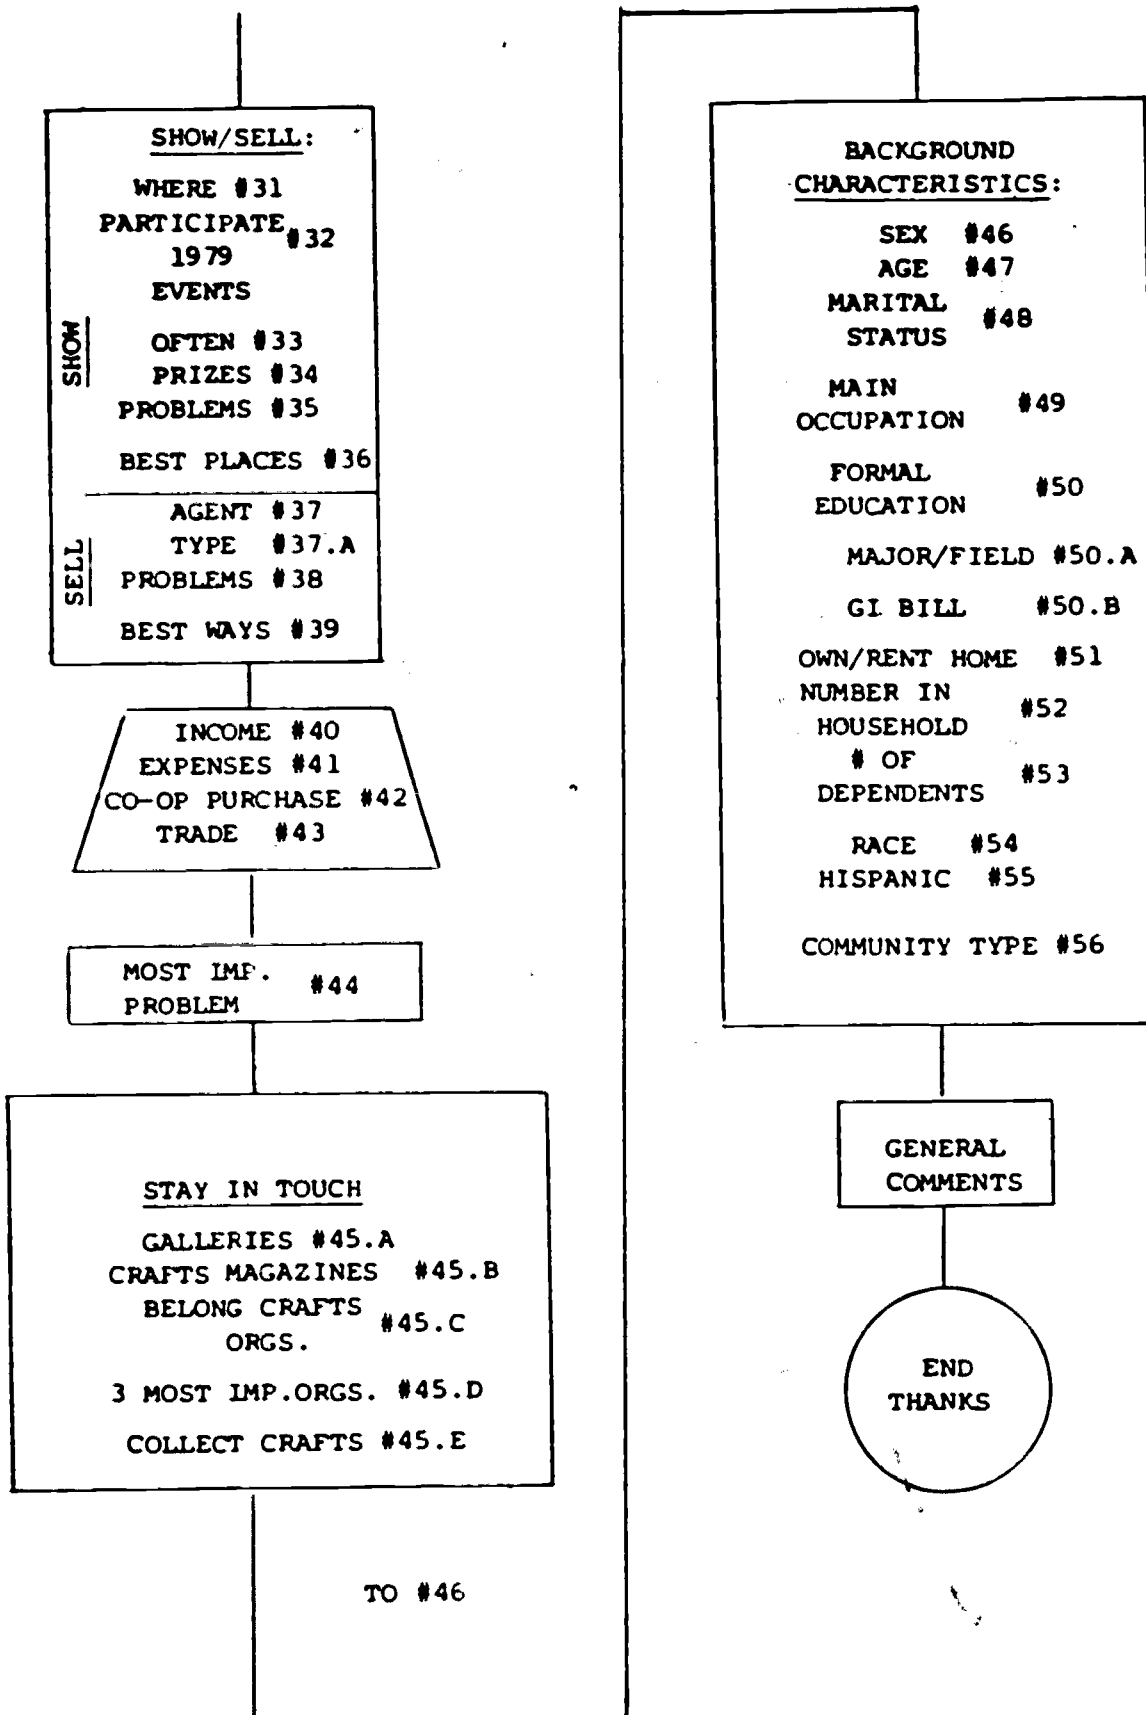 SHOW/SELL:
WHERE #31
PARTICIPATE #32
1979
EVENTS
SHOW
OFTEN #33
PRIZES #34
PROBLEMS #35
BEST PLACES #36
SELL
AGENT #37
TYPE #37.A
PROBLEMS #38
BEST WAYS #39
INCOME #40
EXPENSES #41
CO-OP PURCHASE #42
TRADE #43
MOST IMP. #44
PROBLEM
STAY IN TOUCH
GALLERIES #45.A
CRAFTS MAGAZINES #45.B
BELONG CRAFTS #45.C
ORGS.
3 MOST IMP.ORGS. #45.D
COLLECT CRAFTS #45.E
TO #46
BACKGROUND
CHARACTERISTICS:
SEX #46
AGE #47
MARITAL #48
STATUS
MAIN #49
OCCUPATION
FORMAL #50
EDUCATION
MAJOR/FIELD #50.A
GI BILL #50.B
OWN/RENT HOME #51
NUMBER IN #52
HOUSEHOLD
# OF #53
DEPENDENTS
RACE #54
HISPANIC #55
COMMUNITY TYPE #56
GENERAL
COMMENTS
END
THANKS